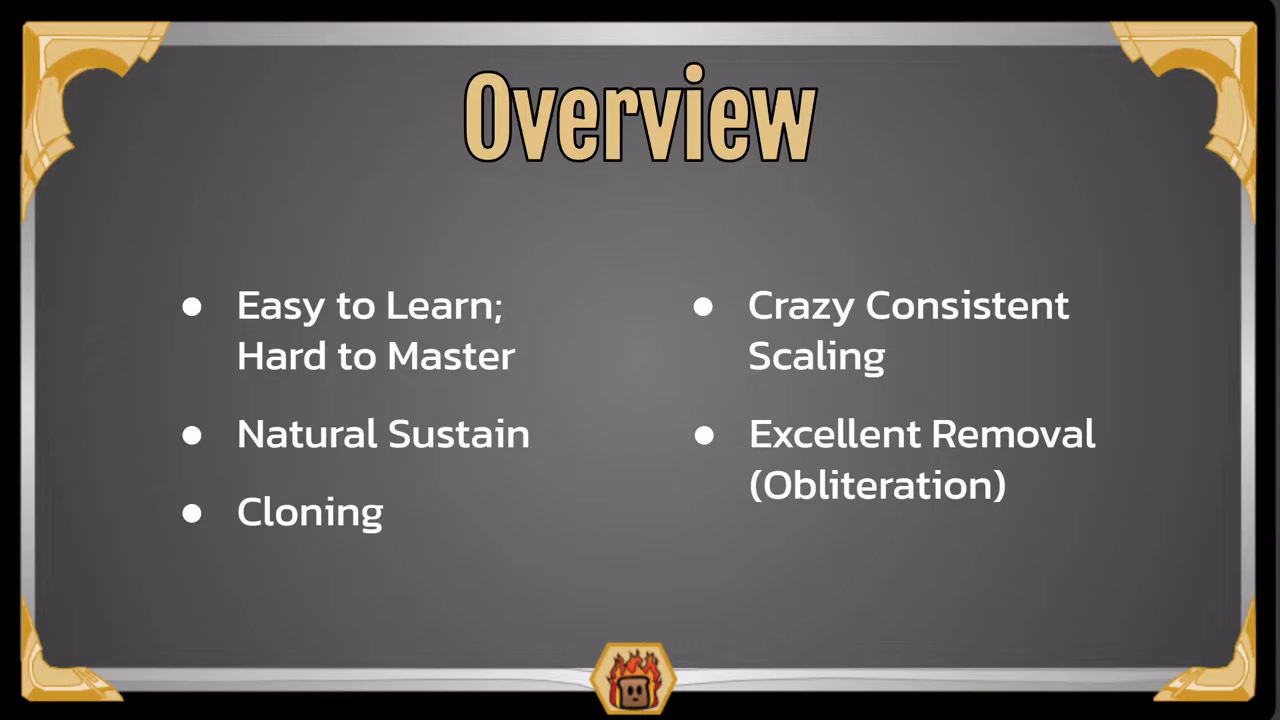 Overview
Easy to Learn;
Hard to Master
Natural Sustain
Cloning
Crazy Consistent
Scaling
Excellent Removal
(Obliteration)